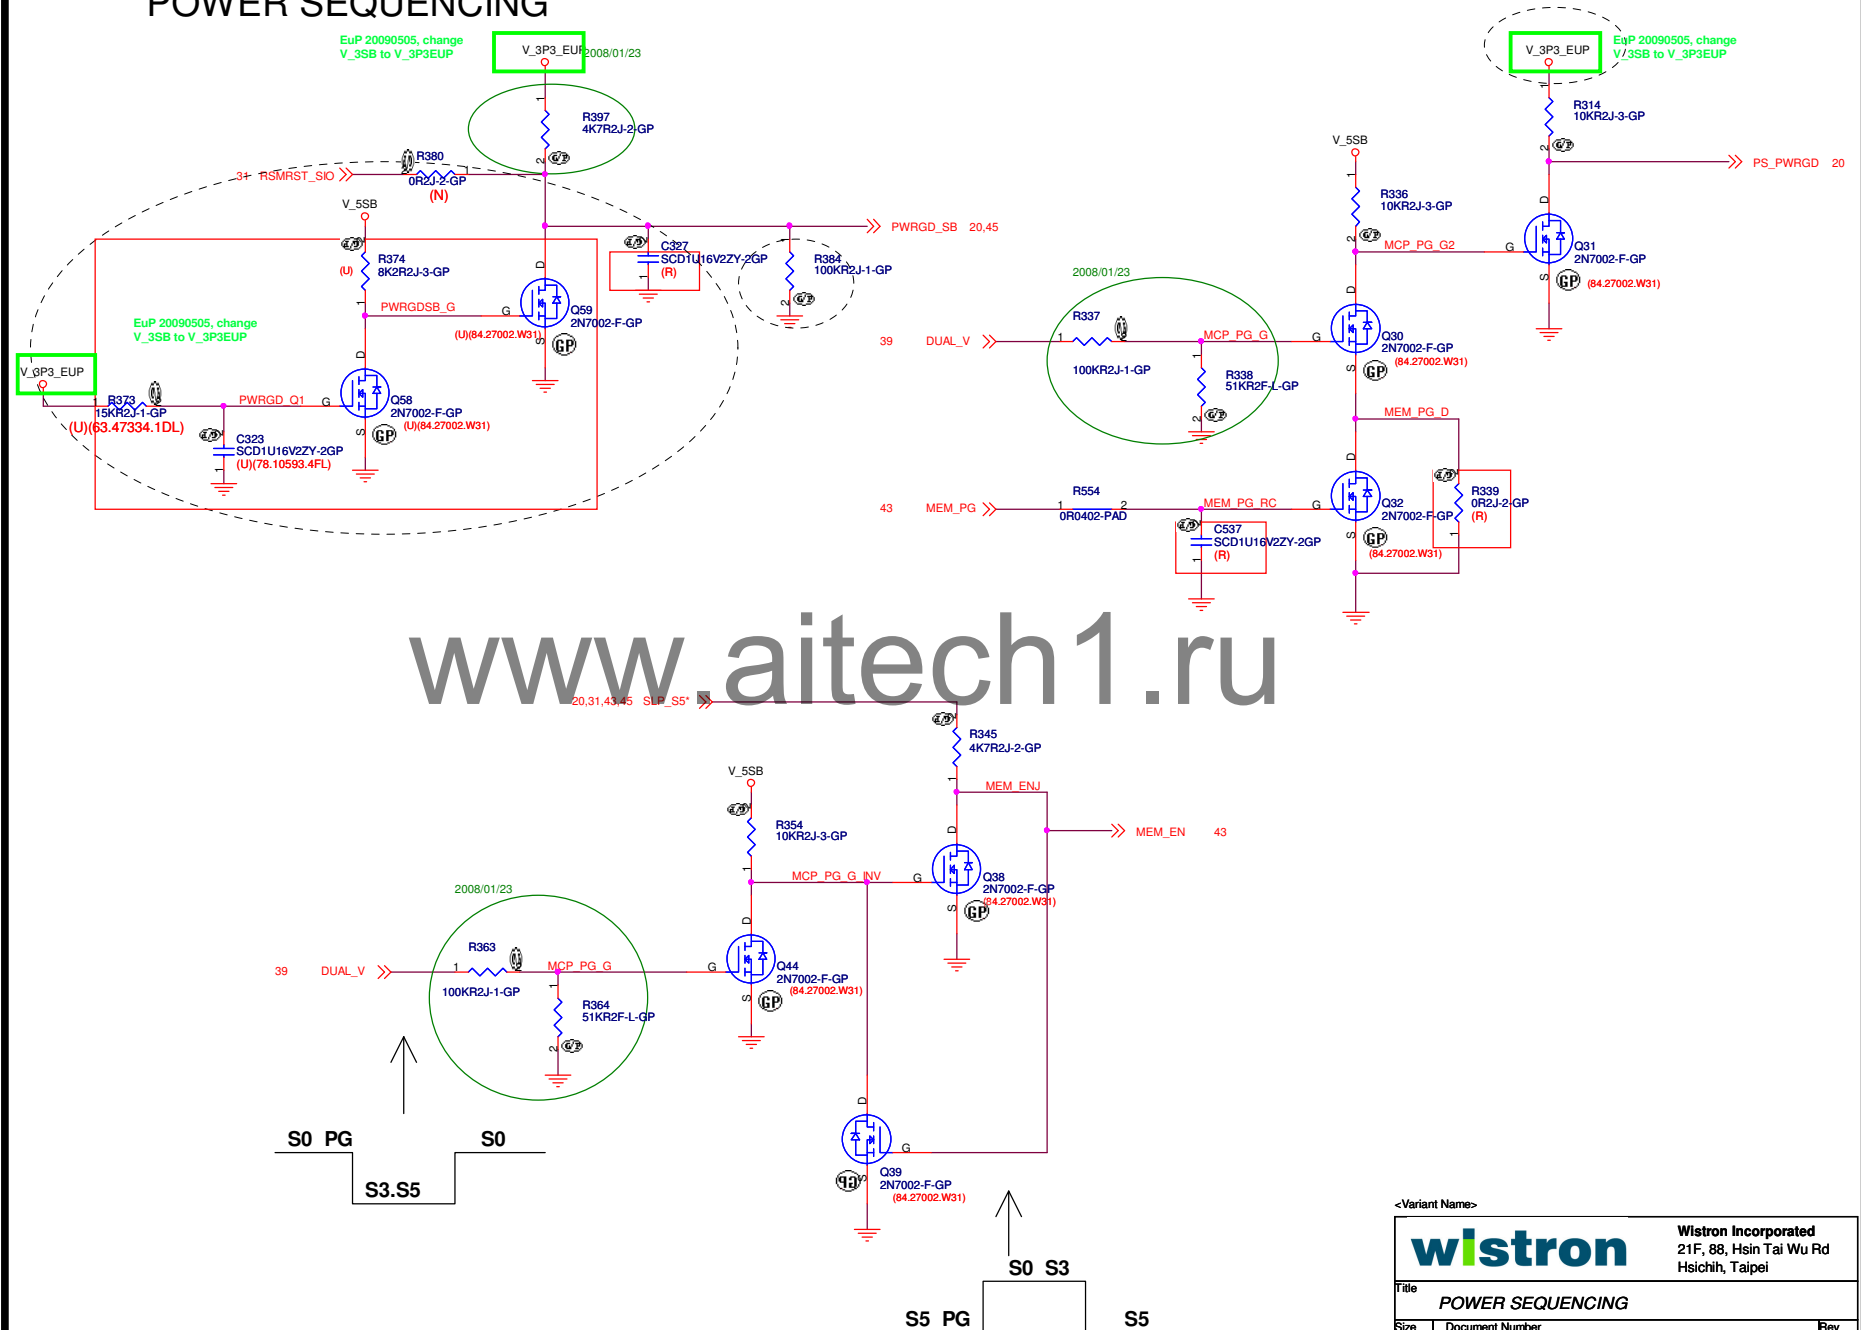 POWER SEQUENCING
EuP 20090505, change
V_3SB to V_3P3EUP
V_3P3_EUP
2008/01/23
R397
4K7R2J-2-GP
31 RSMRST_SIO
R380
0R2J-2-GP
(N)
V_5SB
R374
8K2R2J-3-GP
(U)
PWRGDSB_G
G
D
S
Q59
2N7002-F-GP
(U)(84.27002.W31)
GP
C327
SCD1U16V2ZY-2GP
(R)
R384
100KR2J-1-GP
PWRGD_SB 20,45
EuP 20090505, change
V_3SB to V_3P3EUP
V_3P3_EUP
R373
15KR2J-1-GP
(U)(63.47334.1DL)
PWRGD_Q1
G
D
S
Q58
2N7002-F-GP
(U)(84.27002.W31)
GP
C323
SCD1U16V2ZY-2GP
(U)(78.10593.4FL)
V_3P3_EUP
EuP 20090505, change
V_3SB to V_3P3EUP
R314
10KR2J-3-GP
PS_PWRGD 20
V_5SB
R336
10KR2J-3-GP
MCP_PG_G2
G
D
S
Q31
2N7002-F-GP
(84.27002.W31)
GP
2008/01/23
39 DUAL_V
R337
100KR2J-1-GP
MCP_PG_G
R338
51KR2F-L-GP
G
D
S
Q30
2N7002-F-GP
(84.27002.W31)
GP
MEM_PG_D
43 MEM_PG
R554
0R0402-PAD
MEM_PG_RC
C537
SCD1U16V2ZY-2GP
(R)
G
D
S
Q32
2N7002-F-GP
(84.27002.W31)
GP
R339
0R2J-2-GP
(R)
www.aitech1.ru
20,31,43,45 SLP_S5*
R345
4K7R2J-2-GP
MEM_ENJ
MEM_EN 43
V_5SB
R354
10KR2J-3-GP
MCP_PG_G_INV
G
D
S
Q38
2N7002-F-GP
(84.27002.W31)
GP
2008/01/23
39 DUAL_V
R363
100KR2J-1-GP
MCP_PG_G
R364
51KR2F-L-GP
G
D
S
Q44
2N7002-F-GP
(84.27002.W31)
GP
D
G
S
Q39
2N7002-F-GP
(84.27002.W31)
GP
S0 PG
S0
S3.S5
S0 S3
S5 PG
S5
<Variant Name>
wistron
Wistron Incorporated
21F, 88, Hsin Tai Wu Rd
Hsichih, Taipei
Title
POWER SEQUENCING
Size
Document Number
Rev